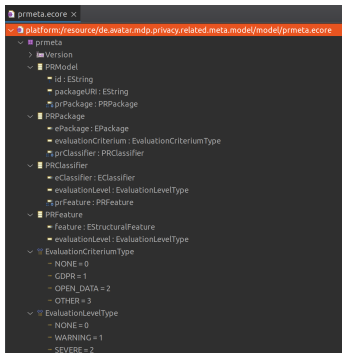 prmeta.ecore ×
platform:/resource/de.avatar.mdp.privacy.related.meta.model/model/prmeta.ecore
prmeta
Version
PRModel
id : EString
packageURI : EString
prPackage : PRPackage
PRPackage
ePackage : EPackage
evaluationCriterium : EvaluationCriteriumType
prClassifier : PRClassifier
PRClassifier
eClassifier : EClassifier
evaluationLevel : EvaluationLevelType
prFeature : PRFeature
PRFeature
feature : EStructuralFeature
evaluationLevel : EvaluationLevelType
EvaluationCriteriumType
NONE = 0
GDPR = 1
OPEN_DATA = 2
OTHER = 3
EvaluationLevelType
NONE = 0
WARNING = 1
SEVERE = 2